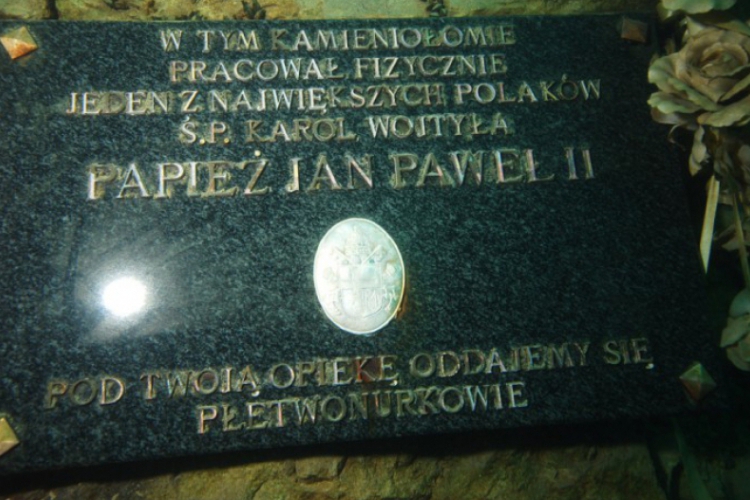 W TYM KAMIENIOŁOMIE
PRACOWAŁ FIZYCZNIE
JEDEN Z NAJWIĘKSZYCH POLAKÓW
Ś.P. KAROL WOJTYŁA
PAPIEŻ JAN PAWEŁ II
POD TWOJĄ OPIEKĘ ODDAJEMY SIĘ
PŁETWONURKOWIE